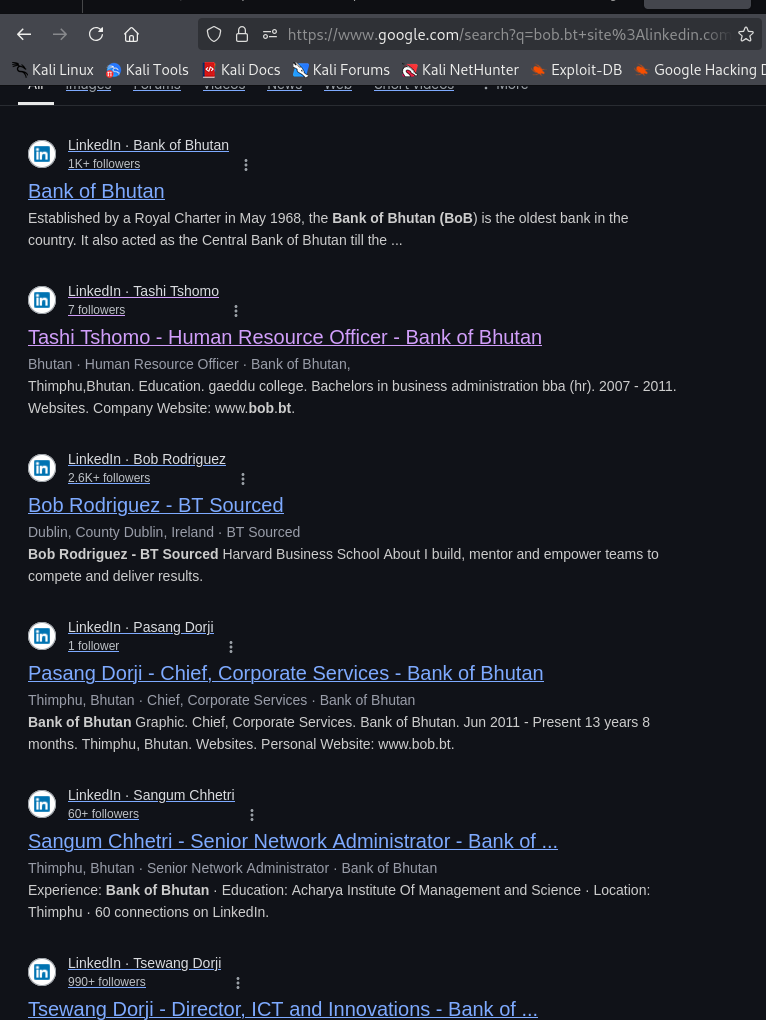 https://www.google.com/search?q=bob.bt+site%3Alinkedin.com
Kali Linux Kali Tools Kali Docs Kali Forums Kali NetHunter Exploit-DB Google Hacking D
All Images Forums Videos News Web Short videos More
LinkedIn · Bank of Bhutan
1K+ followers
Bank of Bhutan
Established by a Royal Charter in May 1968, the Bank of Bhutan (BoB) is the oldest bank in the
country. It also acted as the Central Bank of Bhutan till the ...
LinkedIn · Tashi Tshomo
7 followers
Tashi Tshomo - Human Resource Officer - Bank of Bhutan
Bhutan · Human Resource Officer · Bank of Bhutan,
Thimphu,Bhutan. Education. gaeddu college. Bachelors in business administration bba (hr). 2007 - 2011.
Websites. Company Website: www.bob.bt.
LinkedIn · Bob Rodriguez
2.6K+ followers
Bob Rodriguez - BT Sourced
Dublin, County Dublin, Ireland · BT Sourced
Bob Rodriguez - BT Sourced Harvard Business School About I build, mentor and empower teams to
compete and deliver results.
LinkedIn · Pasang Dorji
1 follower
Pasang Dorji - Chief, Corporate Services - Bank of Bhutan
Thimphu, Bhutan · Chief, Corporate Services · Bank of Bhutan
Bank of Bhutan Graphic. Chief, Corporate Services. Bank of Bhutan. Jun 2011 - Present 13 years 8
months. Thimphu, Bhutan. Websites. Personal Website: www.bob.bt.
LinkedIn · Sangum Chhetri
60+ followers
Sangum Chhetri - Senior Network Administrator - Bank of ...
Thimphu, Bhutan · Senior Network Administrator · Bank of Bhutan
Experience: Bank of Bhutan · Education: Acharya Institute Of Management and Science · Location:
Thimphu · 60 connections on LinkedIn.
LinkedIn · Tsewang Dorji
990+ followers
Tsewang Dorji - Director, ICT and Innovations - Bank of ...